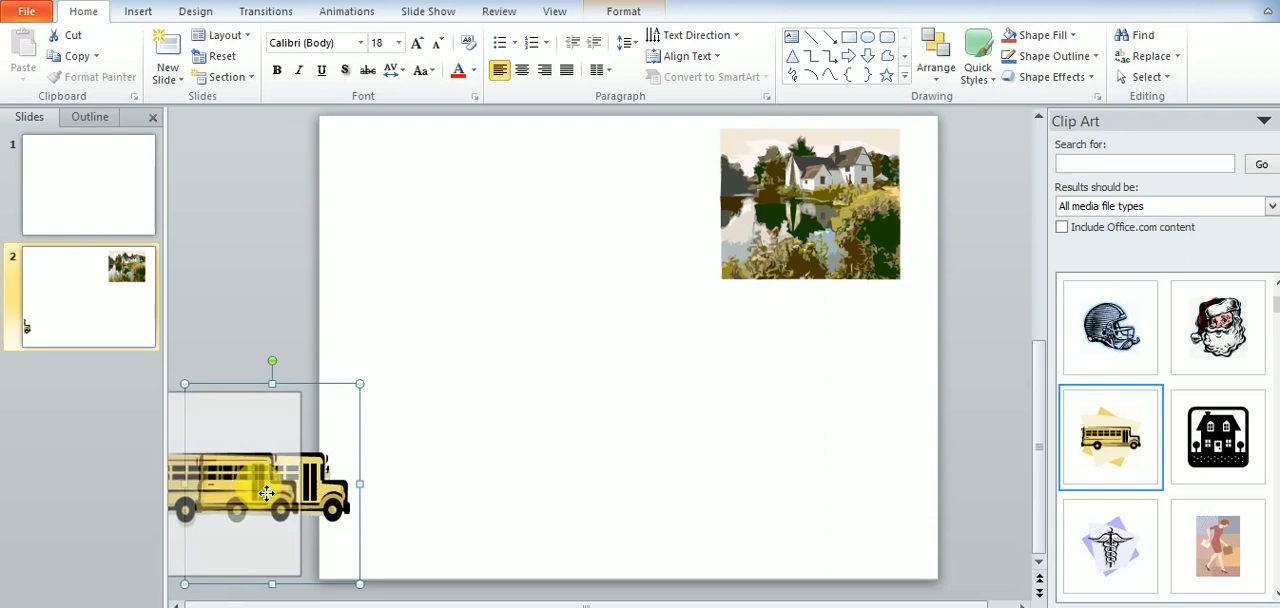 File Home Insert Design Transitions Animations Slide Show Review View Format
Paste Cut Copy Format Painter
Clipboard
New Slide Layout Reset Section
Slides
Calibri (Body) 18 A A B I U S abc AV Aa A
Font
Text Direction Align Text Convert to SmartArt
Paragraph
Arrange Quick Styles Shape Fill Shape Outline Shape Effects
Drawing
Find Replace Select
Editing
Slides Outline
1
2
Clip Art
Search for:
Go
Results should be:
All media file types
Include Office.com content